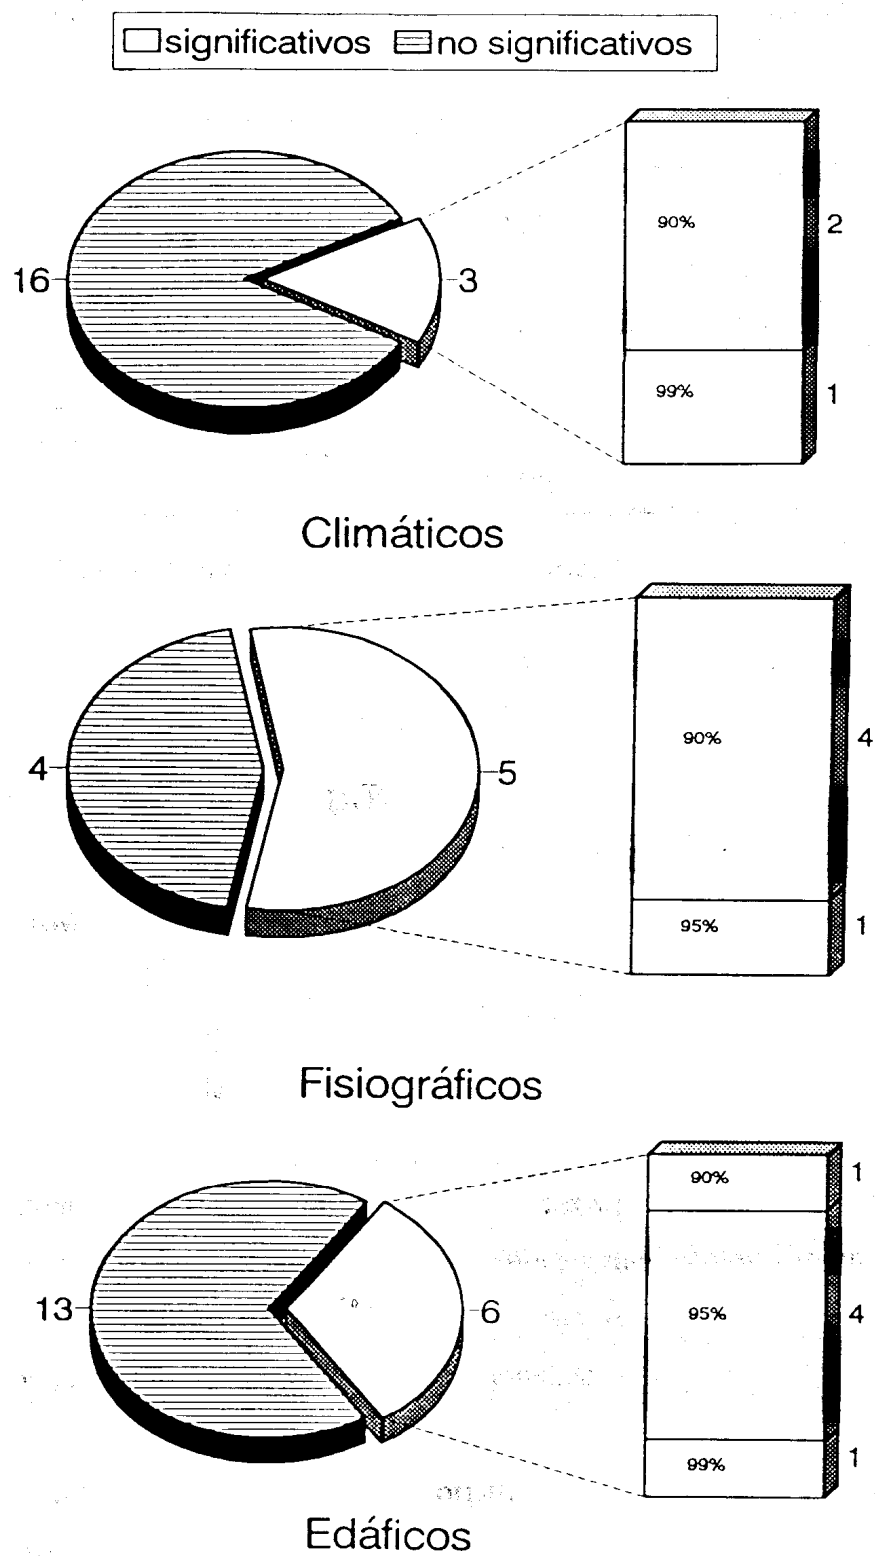 significativos no significativos
90% 2
16 3
99% 1
Climáticos
90% 4
4 5
95% 1
Fisiográficos
90% 1
13 6
95% 4
99% 1
Edáficos